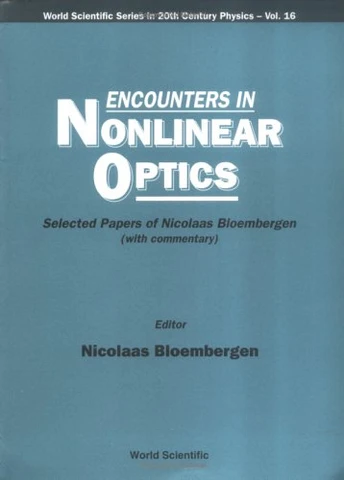 World Scientific Series in 20th Century Physics – Vol. 16
ENCOUNTERS IN
NONLINEAR
OPTICS
Selected Papers of Nicolaas Bloembergen
(with commentary)
Editor
Nicolaas Bloembergen
World Scientific